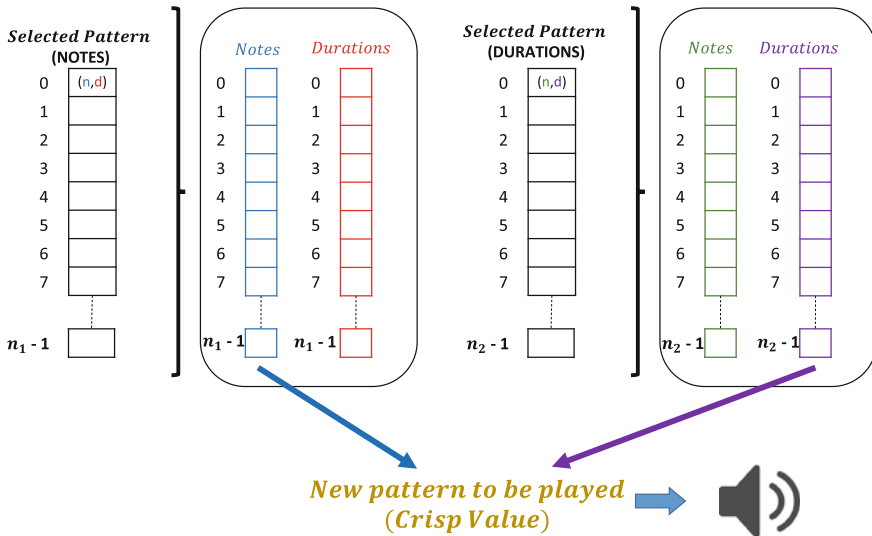 Selected Pattern
(NOTES)
0 (n,d)
1
2
3
4
5
6
7
n₁ - 1
Notes Durations
0 0
1 1
2 2
3 3
4 4
5 5
6 6
7 7
n₁ - 1 n₁ - 1
Selected Pattern
(DURATIONS)
0 (n,d)
1
2
3
4
5
6
7
n₂ - 1
Notes Durations
0 0
1 1
2 2
3 3
4 4
5 5
6 6
7 7
n₂ - 1 n₂ - 1
New pattern to be played
(Crisp Value)